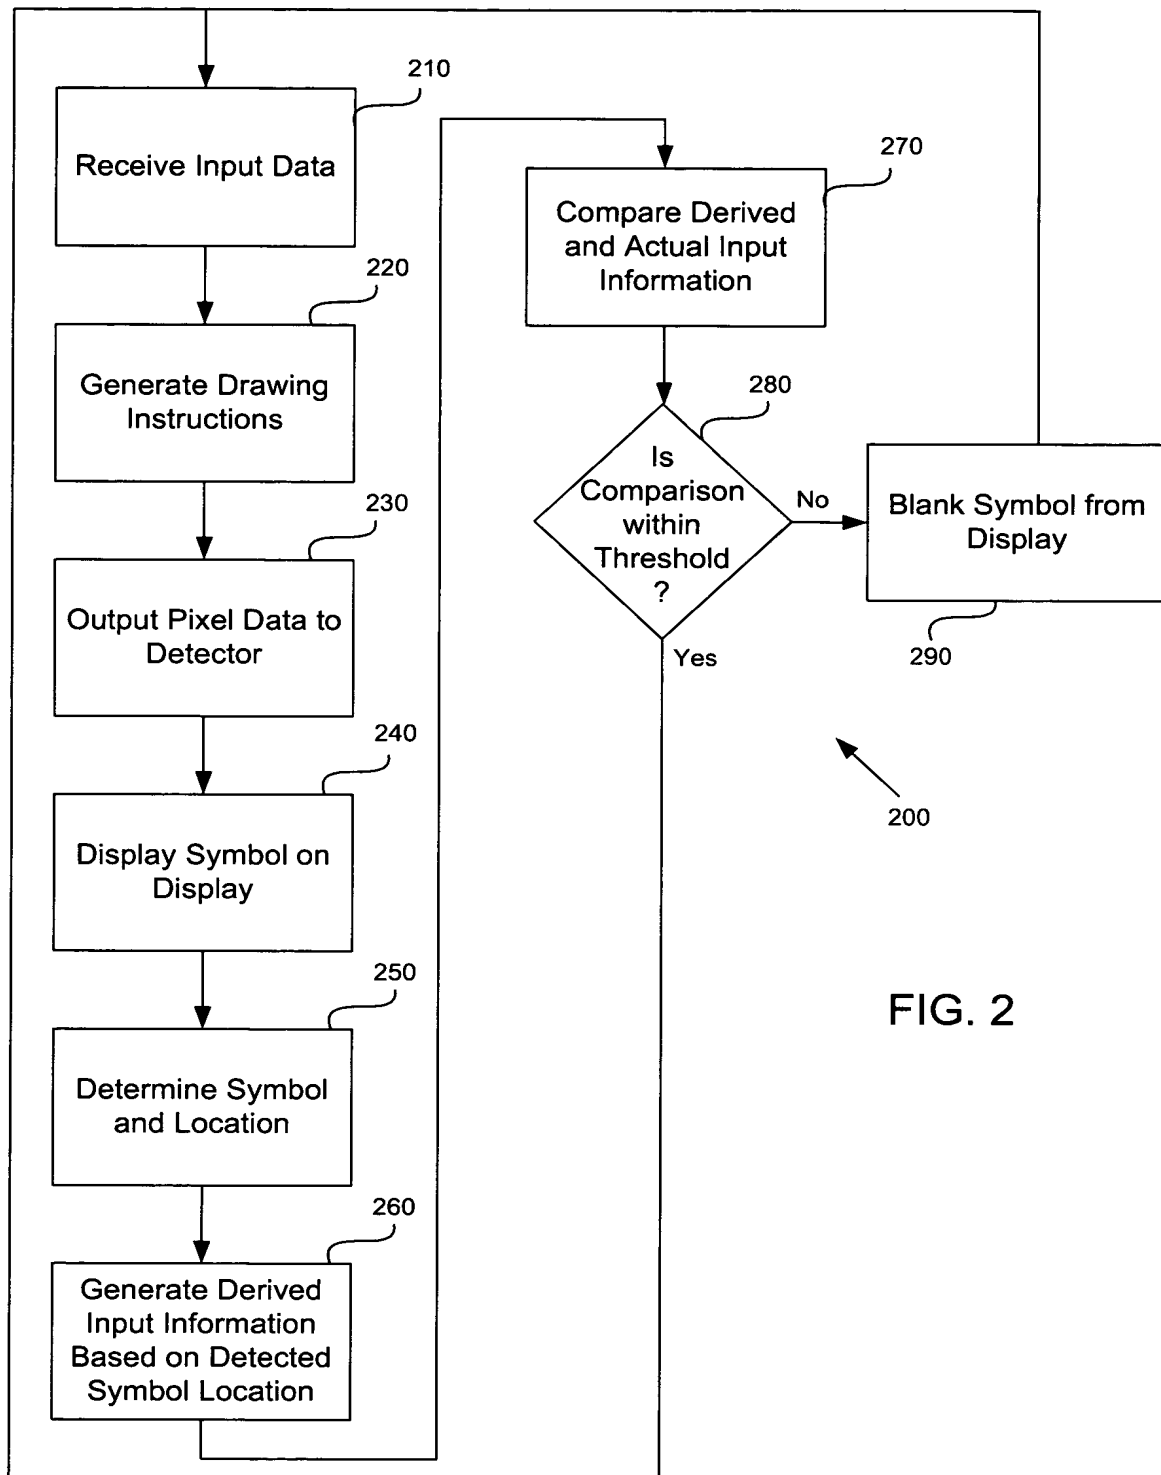 210
Receive Input Data
220
Generate Drawing
Instructions
230
Output Pixel Data to
Detector
240
Display Symbol on
Display
250
Determine Symbol
and Location
260
Generate Derived
Input Information
Based on Detected
Symbol Location
270
Compare Derived
and Actual Input
Information
280
Is
Comparison
within
Threshold
?
No
Yes
Blank Symbol from
Display
290
200
FIG. 2